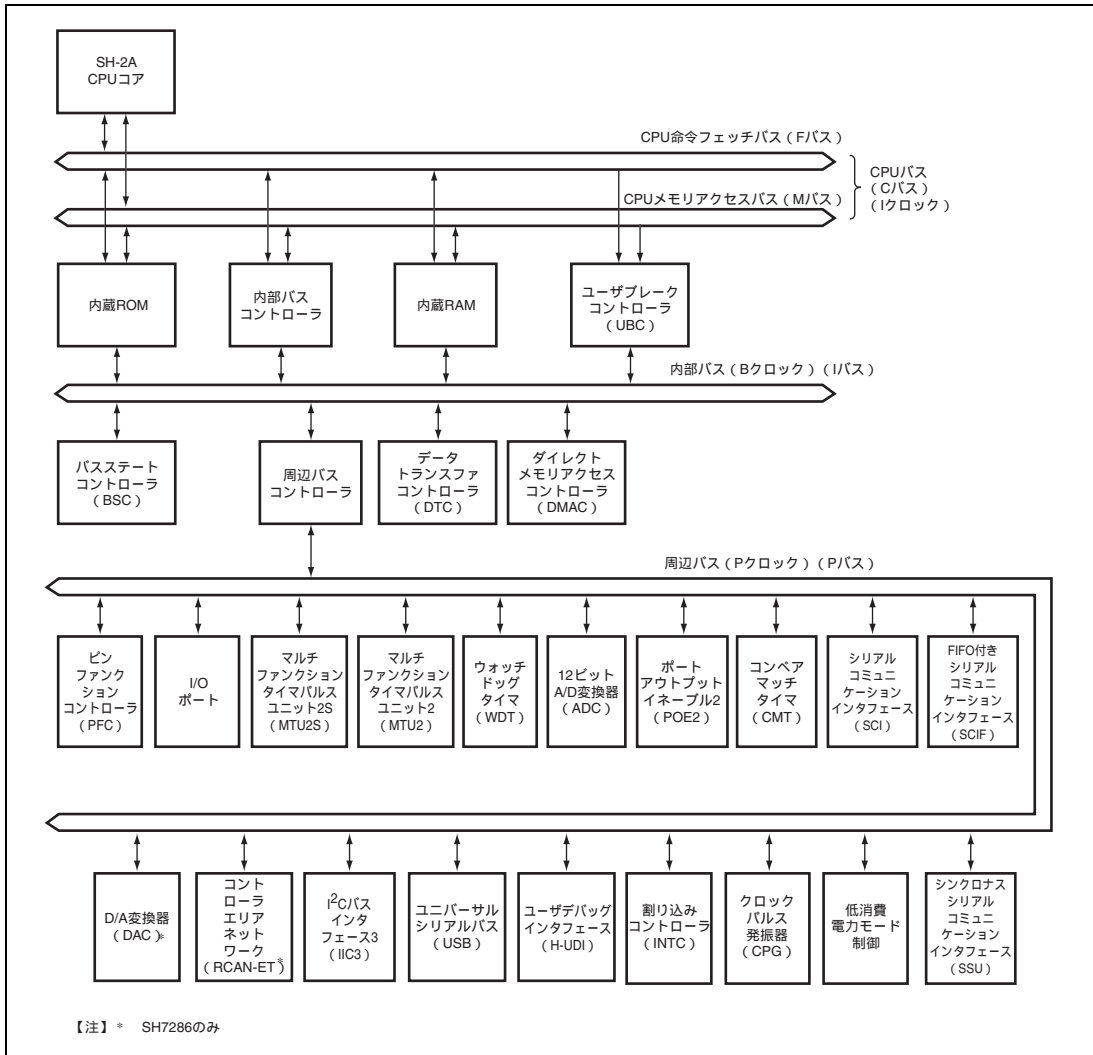 SH-2A
CPUコア
CPU命令フェッチバス（Fバス）
CPUメモリアクセスバス（Mバス）
CPUバス
（Cバス）
（Iクロック）
内蔵ROM
内部バス
コントローラ
内蔵RAM
ユーザブレーク
コントローラ
（UBC）
内部バス（Bクロック）（Iバス）
バスステート
コントローラ
（BSC）
周辺バス
コントローラ
データ
トランスファ
コントローラ
（DTC）
ダイレクト
メモリアクセス
コントローラ
（DMAC）
周辺バス（Pクロック）（Pバス）
ピン
ファンク
ション
コントローラ
（PFC）
I/O
ポート
マルチ
ファンクション
タイマパルス
ユニット2S
（MTU2S）
マルチ
ファンクション
タイマパルス
ユニット2
（MTU2）
ウォッチ
ドッグ
タイマ
（WDT）
12ビット
A/D変換器
（ADC）
ポート
アウトプット
イネーブル2
（POE2）
コンペア
マッチ
タイマ
（CMT）
シリアル
コミュニ
ケーション
インタフェース
（SCI）
FIFO付き
シリアル
コミュニ
ケーション
インタフェース
（SCIF）
D/A変換器
（DAC）*
コント
ローラ
エリア
ネット
ワーク
（RCAN-ET）*
I²Cバス
インタ
フェース3
（IIC3）
ユニバーサル
シリアルバス
（USB）
ユーザデバッグ
インタフェース
（H-UDI）
割り込み
コントローラ
（INTC）
クロック
パルス
発振器
（CPG）
低消費
電力モード
制御
シンクロナス
シリアル
コミュニ
ケーション
インタフェース
（SSU）
【注】* SH7286のみ